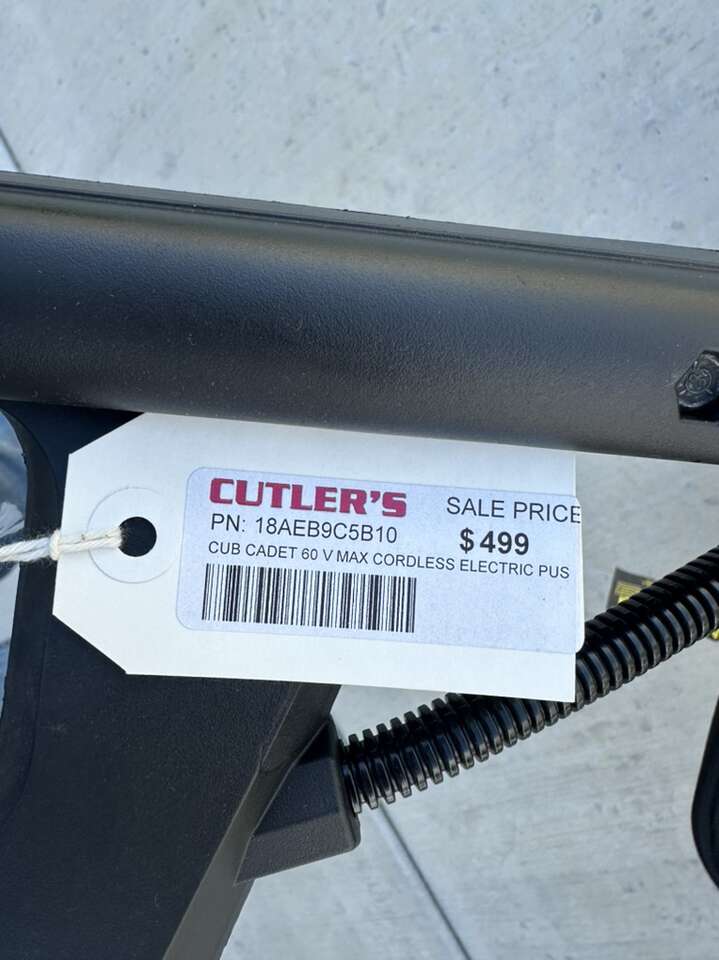 CUTLER'S
SALE PRICE
PN: 18AEB9C5B10
$499
CUB CADET 60 V MAX CORDLESS ELECTRIC PUS